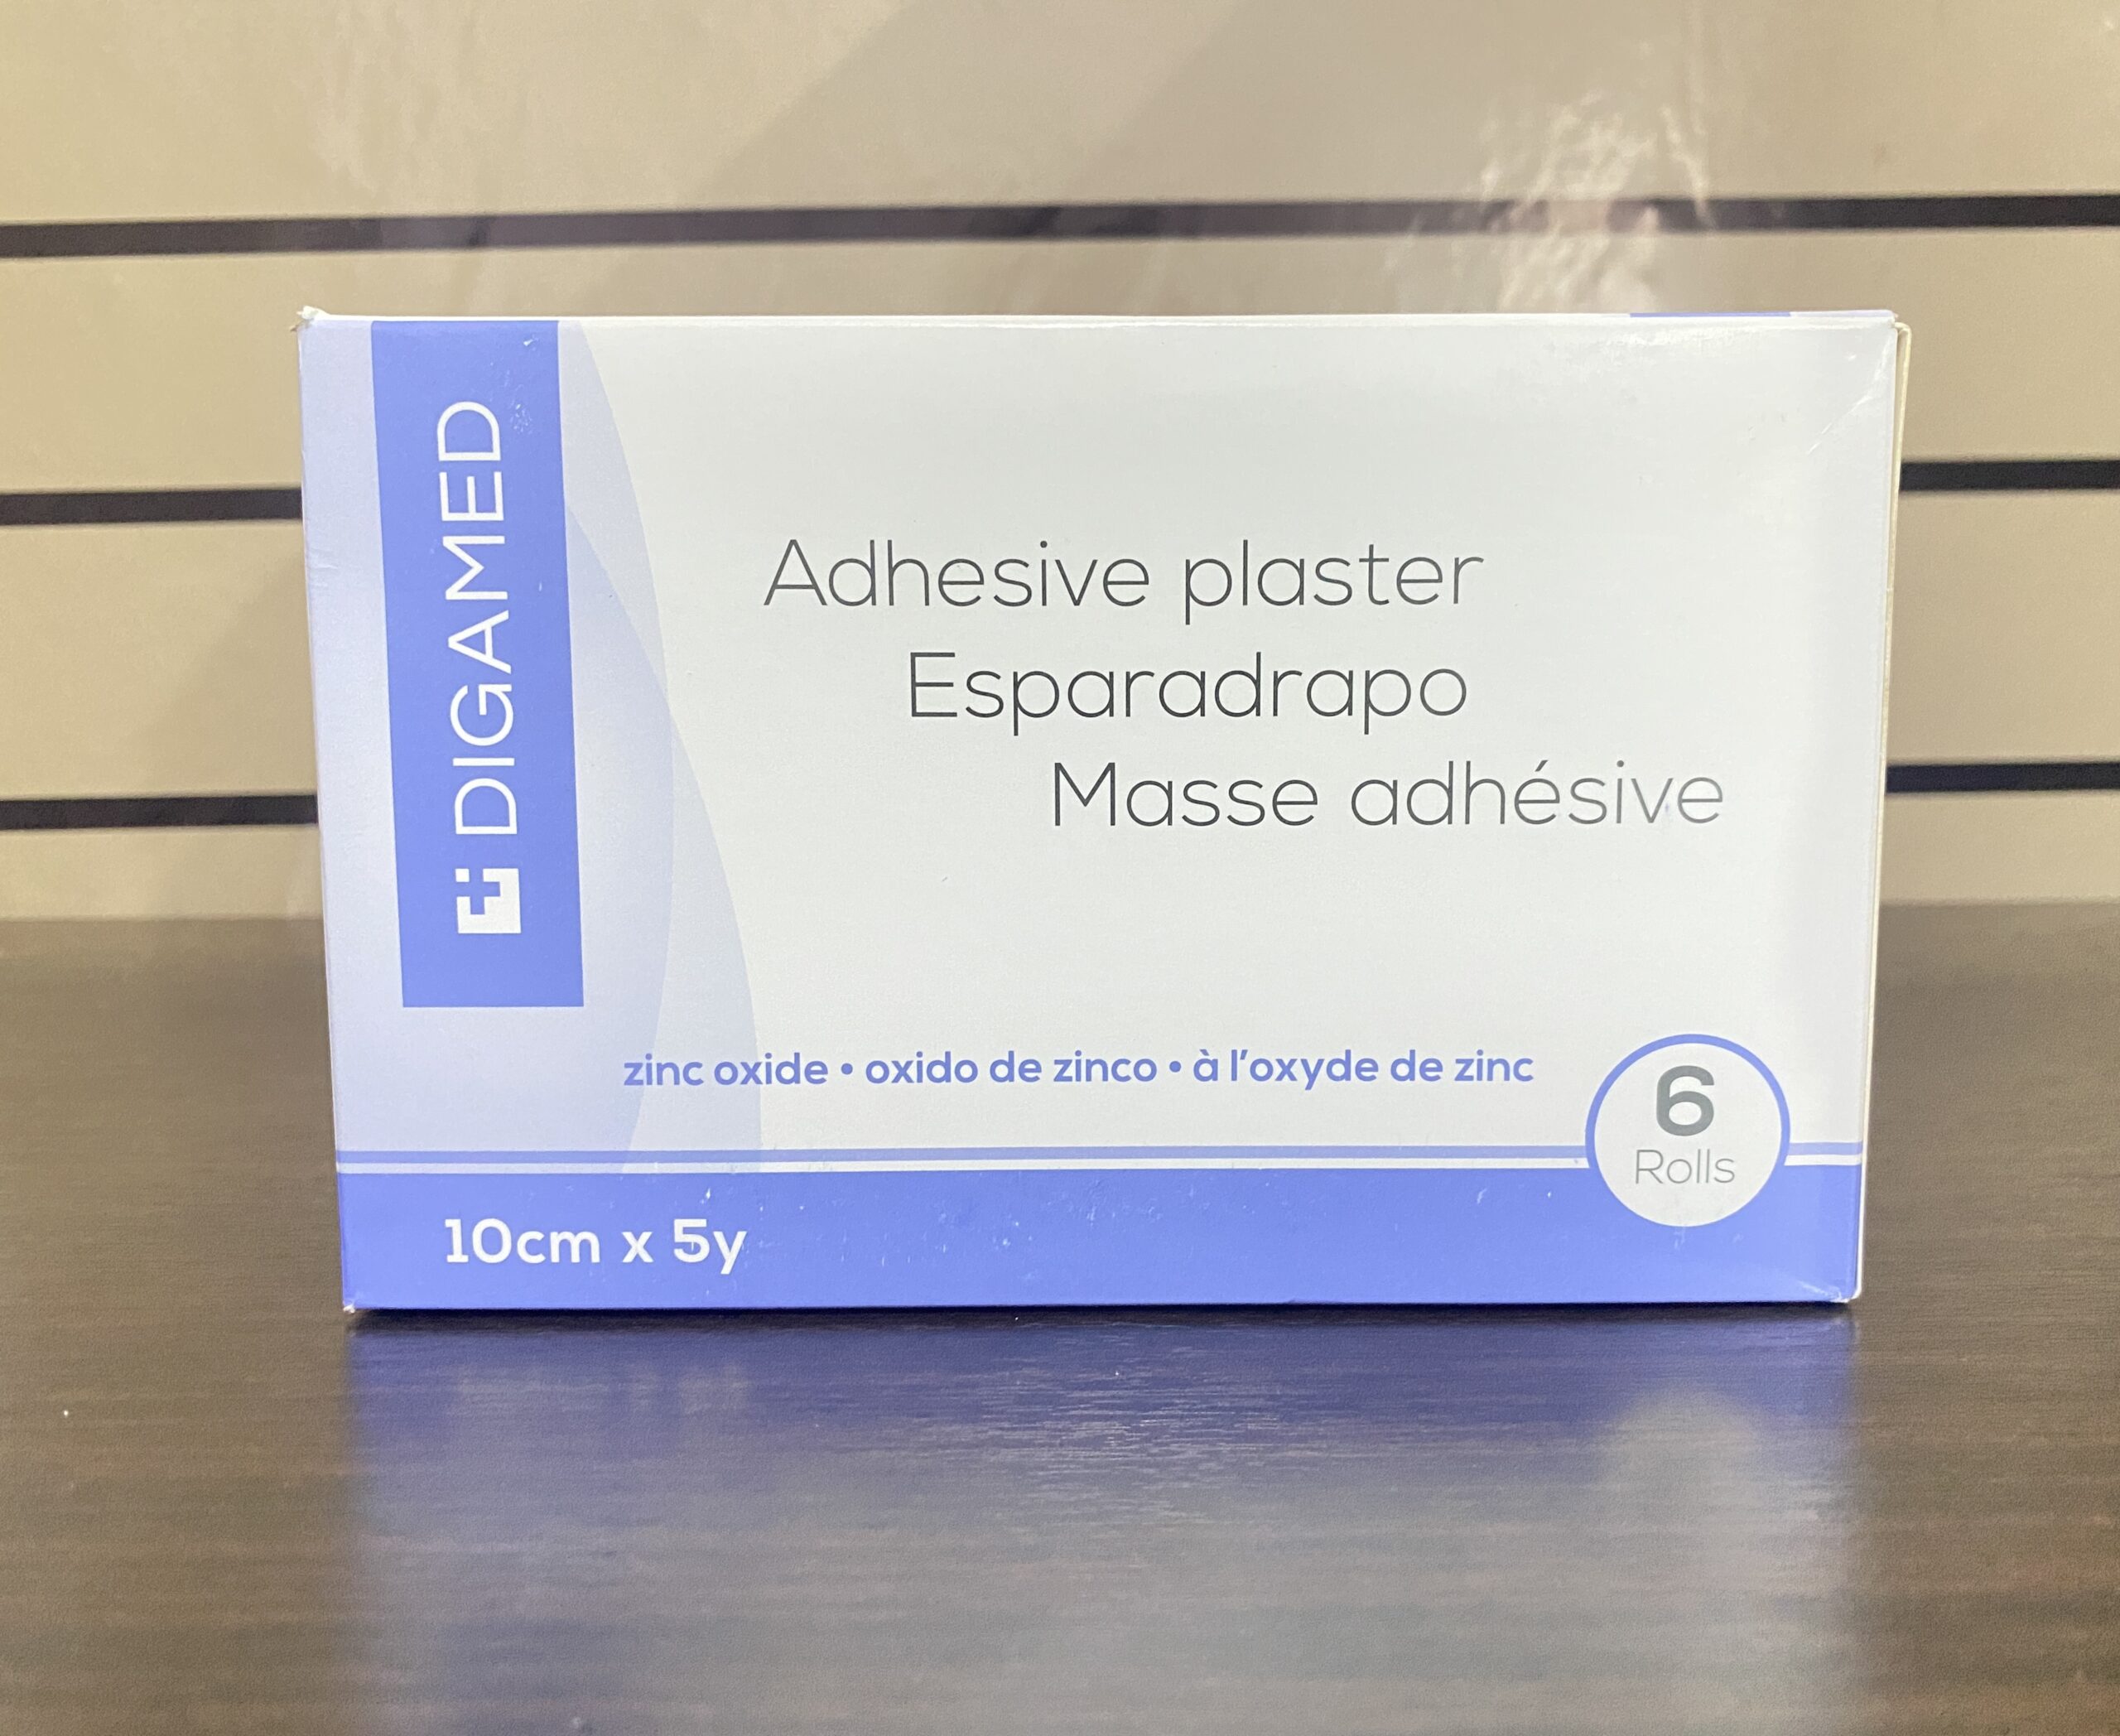 DIGAMED
Adhesive plaster
Esparadrapo
Masse adhésive
zinc oxide • oxido de zinco • à l'oxyde de zinc
6
Rolls
10cm x 5y